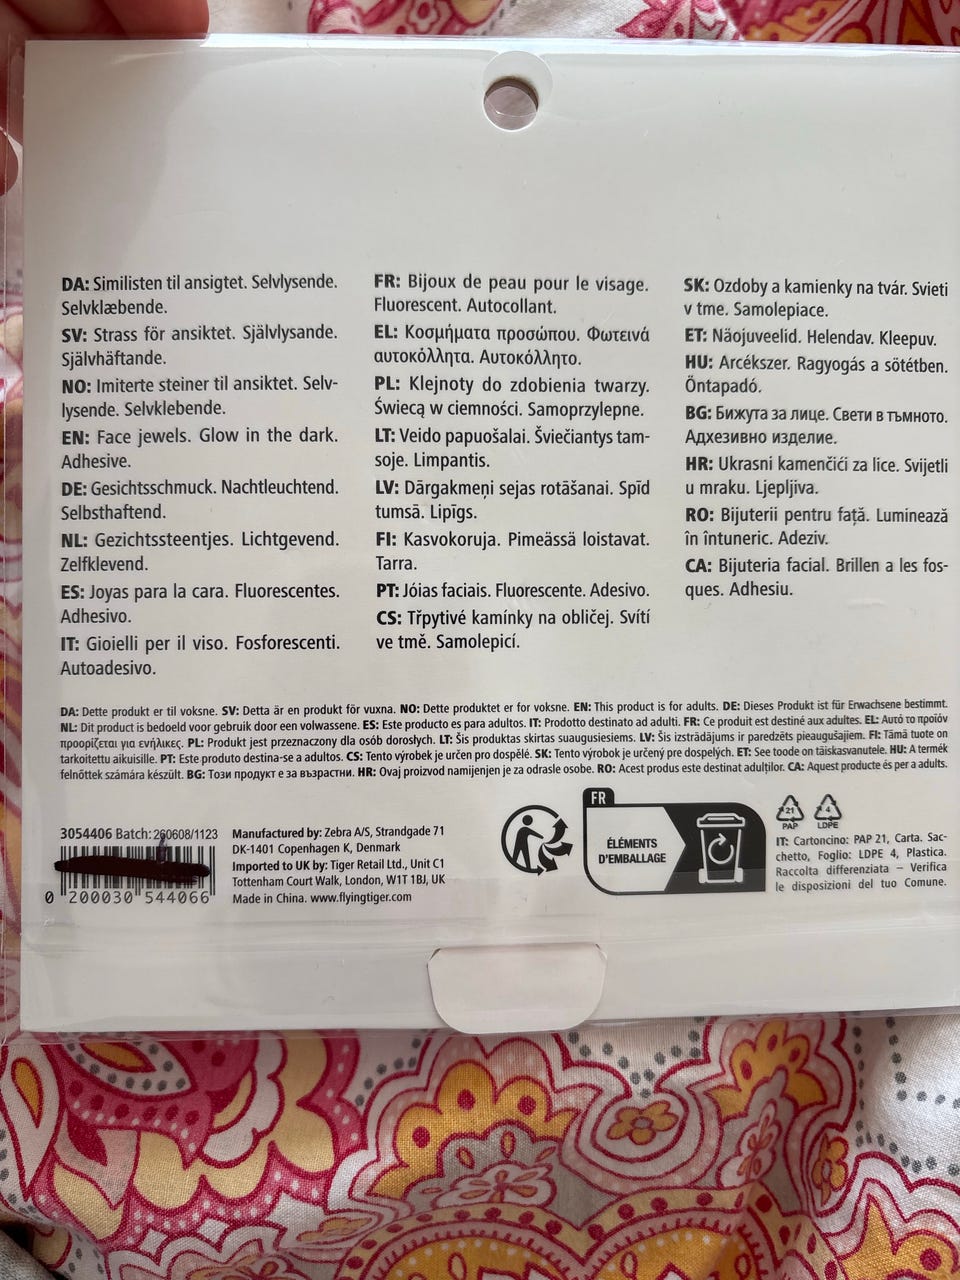 DA: Similisten til ansigtet. Selvlysende.
Selvklæbende.
SV: Strass för ansiktet. Självlysande.
Självhäftande.
NO: Imiterte steiner til ansiktet. Selv-
lysende. Selvklebende.
EN: Face jewels. Glow in the dark.
Adhesive.
DE: Gesichtsschmuck. Nachtleuchtend.
Selbsthaftend.
NL: Gezichtssteentjes. Lichtgevend.
Zelfklevend.
ES: Joyas para la cara. Fluorescentes.
Adhesivo.
IT: Gioielli per il viso. Fosforescenti.
Autoadesivo.
FR: Bijoux de peau pour le visage.
Fluorescent. Autocollant.
EL: Κοσμήματα προσώπου. Φωτεινά
αυτοκόλλητα. Αυτοκόλλητο.
PL: Klejnoty do zdobienia twarzy.
Świecą w ciemności. Samoprzylepne.
LT: Veido papuošalai. Šviečiantys tam-
soje. Limpantis.
LV: Dārgakmeņi sejas rotāšanai. Spīd
tumsā. Lipīgs.
FI: Kasvokoruja. Pimeässä loistavat.
Tarra.
PT: Jóias faciais. Fluorescente. Adesivo.
CS: Třpytivé kamínky na obličej. Svítí
ve tmě. Samolepicí.
SK: Ozdoby a kamienky na tvár. Svieti
v tme. Samolepiace.
ET: Näojuveelid. Helendav. Kleepuv.
HU: Arcékszer. Ragyogás a sötétben.
Öntapadó.
BG: Бижута за лице. Свети в тъмното.
Адхезивно изделие.
HR: Ukrasni kamenčići za lice. Svijetli
u mraku. Ljepljiva.
RO: Bijuterii pentru față. Luminează
în întuneric. Adeziv.
CA: Bijuteria facial. Brillen a les fos-
ques. Adhesiu.
DA: Dette produkt er til voksne. SV: Detta är en produkt för vuxna. NO: Dette produktet er for voksne. EN: This product is for adults. DE: Dieses Produkt ist für Erwachsene bestimmt.
NL: Dit product is bedoeld voor gebruik door een volwassene. ES: Este producto es para adultos. IT: Prodotto destinato ad adulti. FR: Ce produit est destiné aux adultes. EL: Αυτό το προϊόν
προορίζεται για ενήλικες. PL: Produkt jest przeznaczony dla osób dorosłych. LT: Šis produktas skirtas suaugusiesiems. LV: Šis izstrādājums ir paredzēts pieaugušajiem. FI: Tämä tuote on
tarkoitettu aikuisille. PT: Este produto destina-se a adultos. CS: Tento výrobek je určen pro dospělé. SK: Tento výrobok je určený pre dospelých. ET: See toode on täiskasvanutele. HU: A termék
felnőttek számára készült. BG: Този продукт е за възрастни. HR: Ovaj proizvod namijenjen je za odrasle osobe. RO: Acest produs este destinat adulților. CA: Aquest producte és per a adults.
3054406 Batch: 260608/1123
0 200030 544066
Manufactured by: Zebra A/S, Strandgade 71
DK-1401 Copenhagen K, Denmark
Imported to UK by: Tiger Retail Ltd., Unit C1
Tottenham Court Walk, London, W1T 1BJ, UK
Made in China. www.flyingtiger.com
FR
ÉLÉMENTS
D'EMBALLAGE
21
PAP
4
LDPE
IT: Cartoncino: PAP 21, Carta. Sac-
chetto, Foglio: LDPE 4, Plastica.
Raccolta differenziata – Verifica
le disposizioni del tuo Comune.